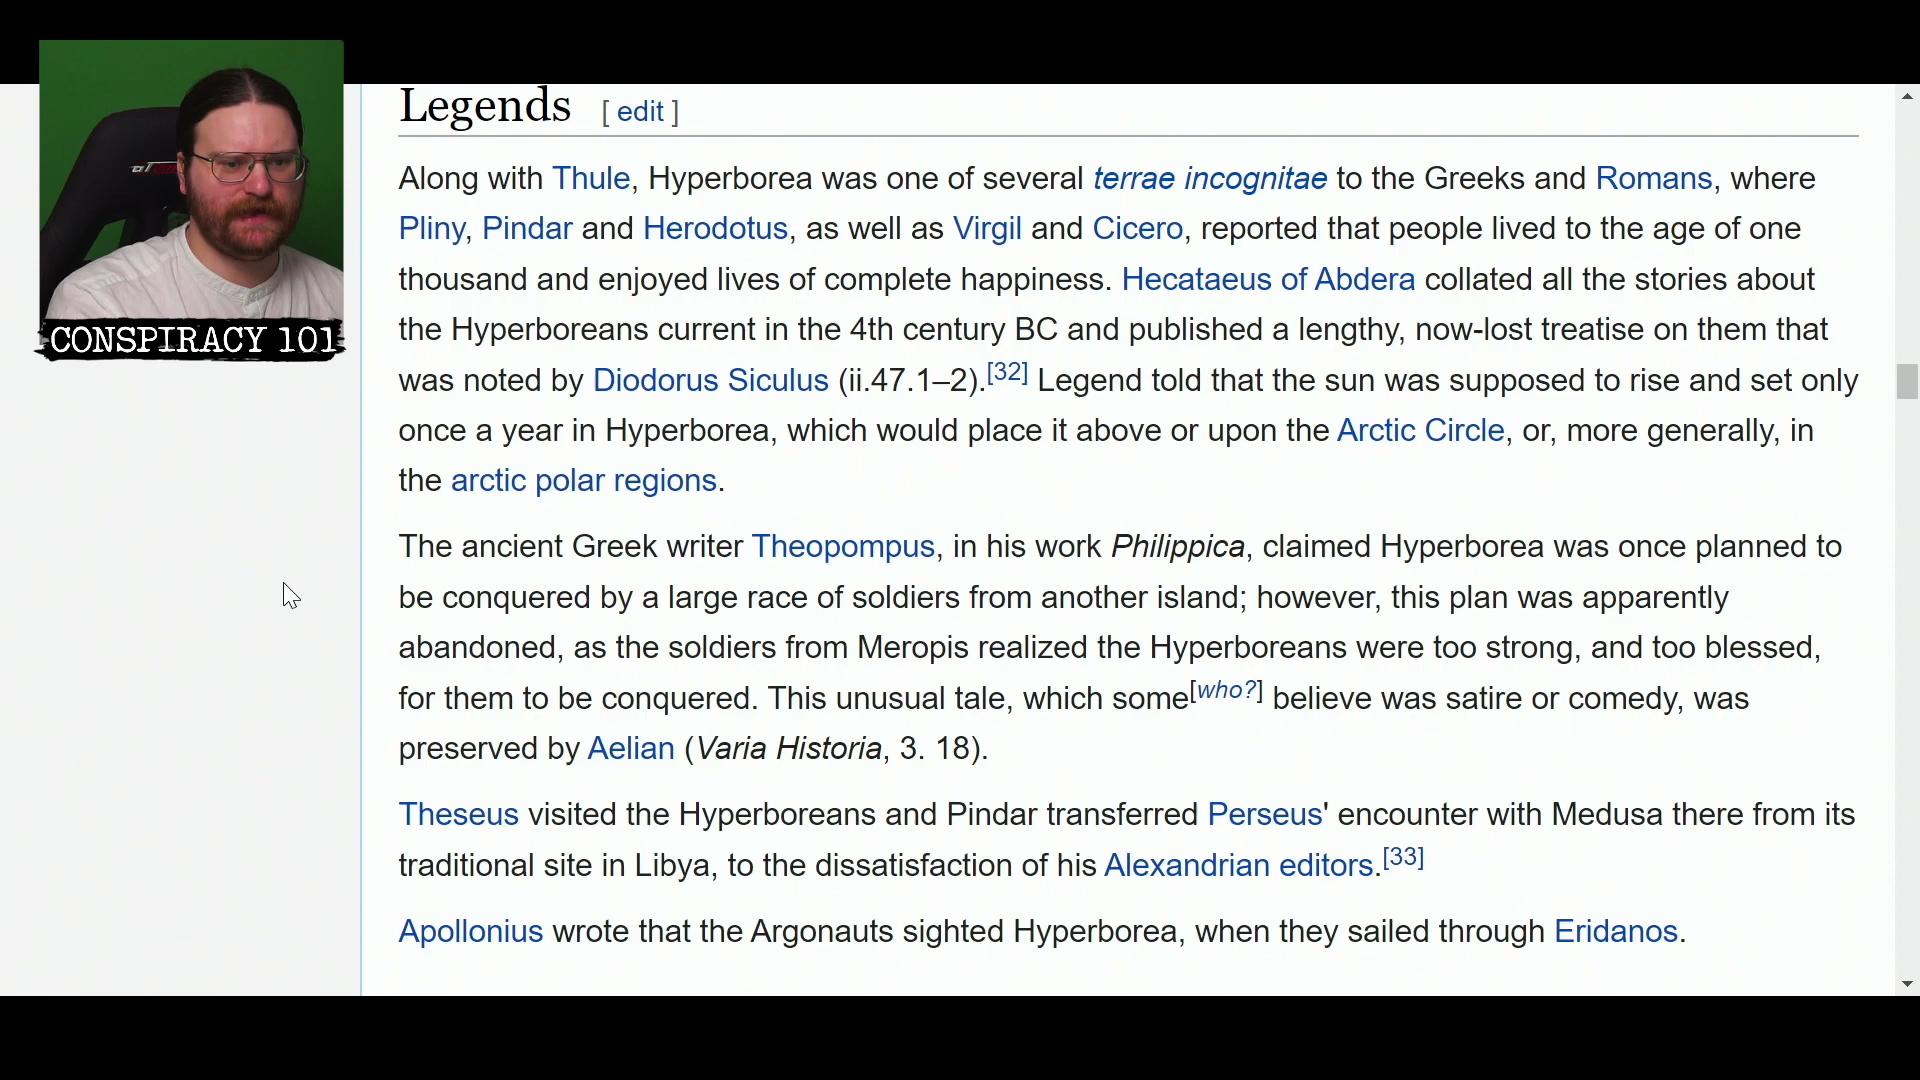 Legends [ edit ]
Along with Thule, Hyperborea was one of several terrae incognitae to the Greeks and Romans, where
Pliny, Pindar and Herodotus, as well as Virgil and Cicero, reported that people lived to the age of one
thousand and enjoyed lives of complete happiness. Hecataeus of Abdera collated all the stories about
the Hyperboreans current in the 4th century BC and published a lengthy, now-lost treatise on them that
was noted by Diodorus Siculus (ii.47.1–2).[32] Legend told that the sun was supposed to rise and set only
once a year in Hyperborea, which would place it above or upon the Arctic Circle, or, more generally, in
the arctic polar regions.
The ancient Greek writer Theopompus, in his work Philippica, claimed Hyperborea was once planned to
be conquered by a large race of soldiers from another island; however, this plan was apparently
abandoned, as the soldiers from Meropis realized the Hyperboreans were too strong, and too blessed,
for them to be conquered. This unusual tale, which some[who?] believe was satire or comedy, was
preserved by Aelian (Varia Historia, 3. 18).
Theseus visited the Hyperboreans and Pindar transferred Perseus' encounter with Medusa there from its
traditional site in Libya, to the dissatisfaction of his Alexandrian editors.[33]
Apollonius wrote that the Argonauts sighted Hyperborea, when they sailed through Eridanos.
CONSPIRACY 101